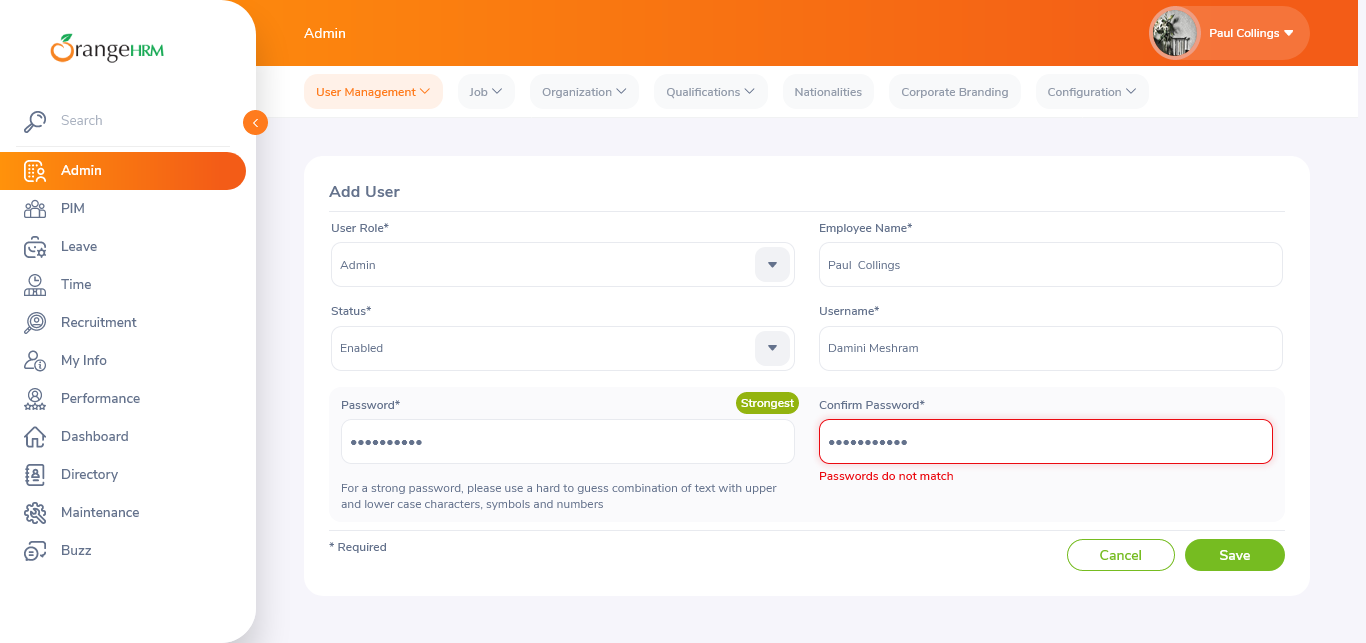 OrangeHRM
Admin
Paul Collings
User Management
Job
Organization
Qualifications
Nationalities
Corporate Branding
Configuration
Search
Admin
PIM
Leave
Time
Recruitment
My Info
Performance
Dashboard
Directory
Maintenance
Buzz
Add User
User Role*
Employee Name*
Admin
Paul  Collings
Status*
Username*
Enabled
Damini Meshram
Password*
Strongest
Confirm Password*
••••••••••
•••••••••••
Passwords do not match
For a strong password, please use a hard to guess combination of text with upper
and lower case characters, symbols and numbers
* Required
Cancel
Save